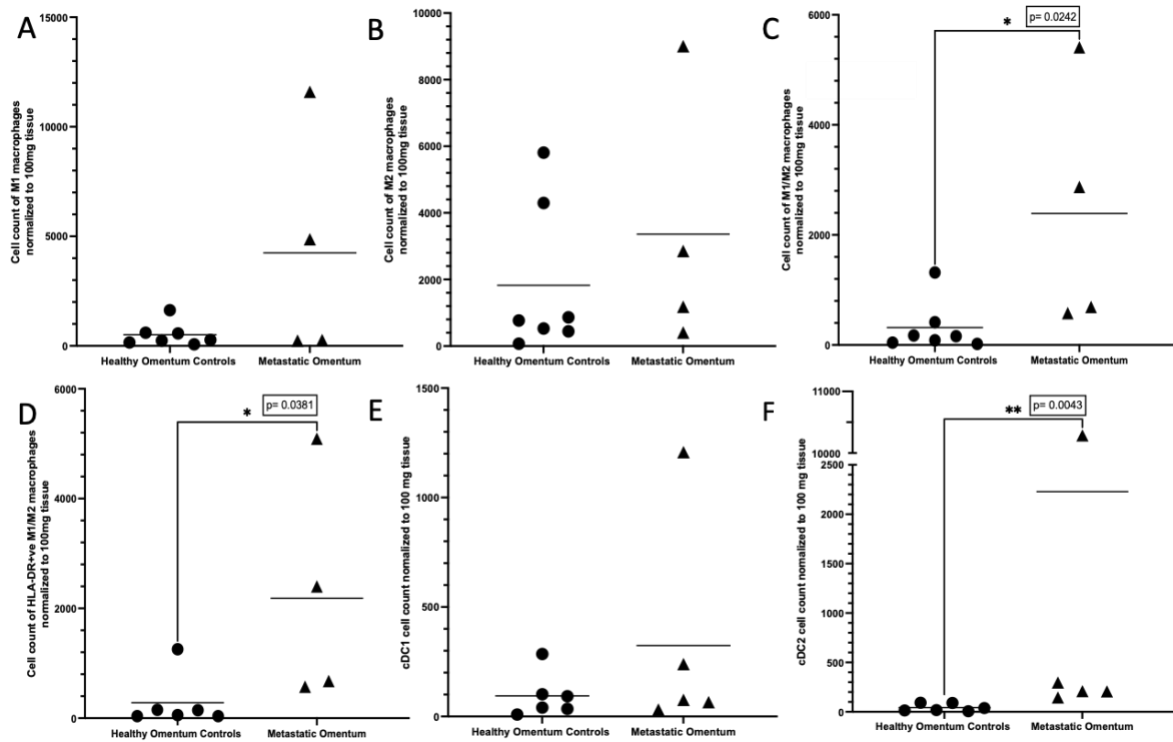 A
Cell count of M1 macrophages
normalized to 100mg tissue
15000
10000
5000
0
Healthy Omentum Controls
Metastatic Omentum
B
Cell count of M2 macrophages
normalized to 100mg tissue
10000
8000
6000
4000
2000
0
Healthy Omentum Controls
Metastatic Omentum
C
Cell count of M1/M2 macrophages
normalized to 100mg tissue
6000
4000
2000
0
*
p= 0.0242
Healthy Omentum Controls
Metastatic Omentum
D
Cell count of HLA-DR+ve M1/M2 macrophages
normalized to 100mg tissue
6000
4000
2000
0
*
p= 0.0381
Healthy Omentum Controls
Metastatic Omentum
E
cDC1 cell count nomalized to 100 mg tissue
1500
1000
500
0
Healthy Omentum Controls
Metastatic Omentum
F
cDC2 cell count nomalized to 100 mg tissue
11000
10000
2500
2000
1500
1000
500
0
**
p= 0.0043
Healthy Omentum Controls
Metastatic Omentum